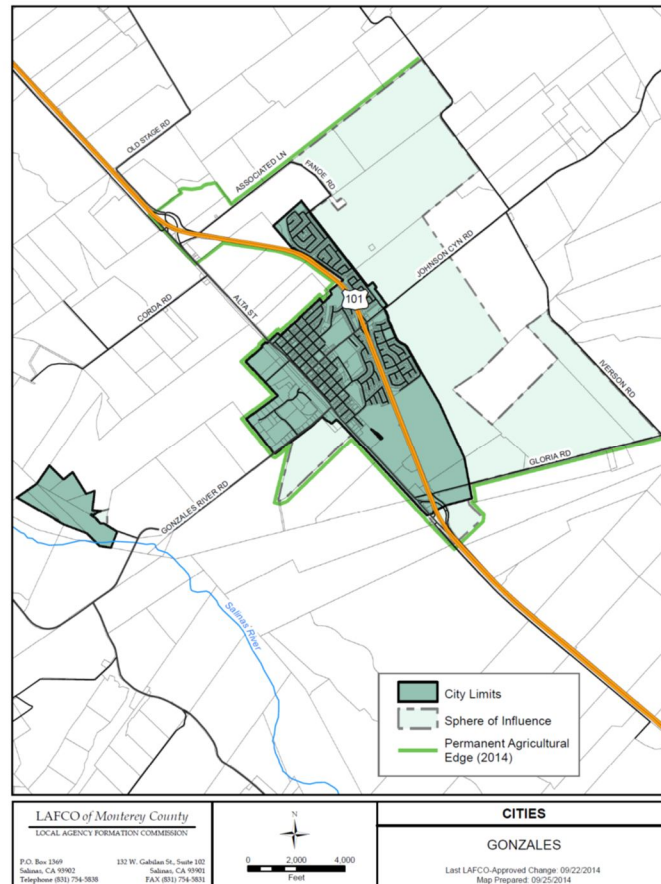 OLD STAGE RD
ASSOCIATED LN
FANOE RD
JOHNSON CYN RD
CORDA RD
ALTA ST
101
IVERSON RD
GLORIA RD
GONZALES RIVER RD
Salinas River
City Limits
Sphere of Influence
Permanent Agricultural
Edge (2014)
LAFCO of Monterey County
LOCAL AGENCY FORMATION COMMISSION
P.O. Box 1369
Salinas, CA 93902
Telephone (831) 754-5838
132 W. Gabilan St., Suite 102
Salinas, CA 93901
FAX (831) 754-5831
N
0 2,000 4,000
Feet
CITIES
GONZALES
Last LAFCO-Approved Change: 09/22/2014
Map Prepared: 09/25/2014